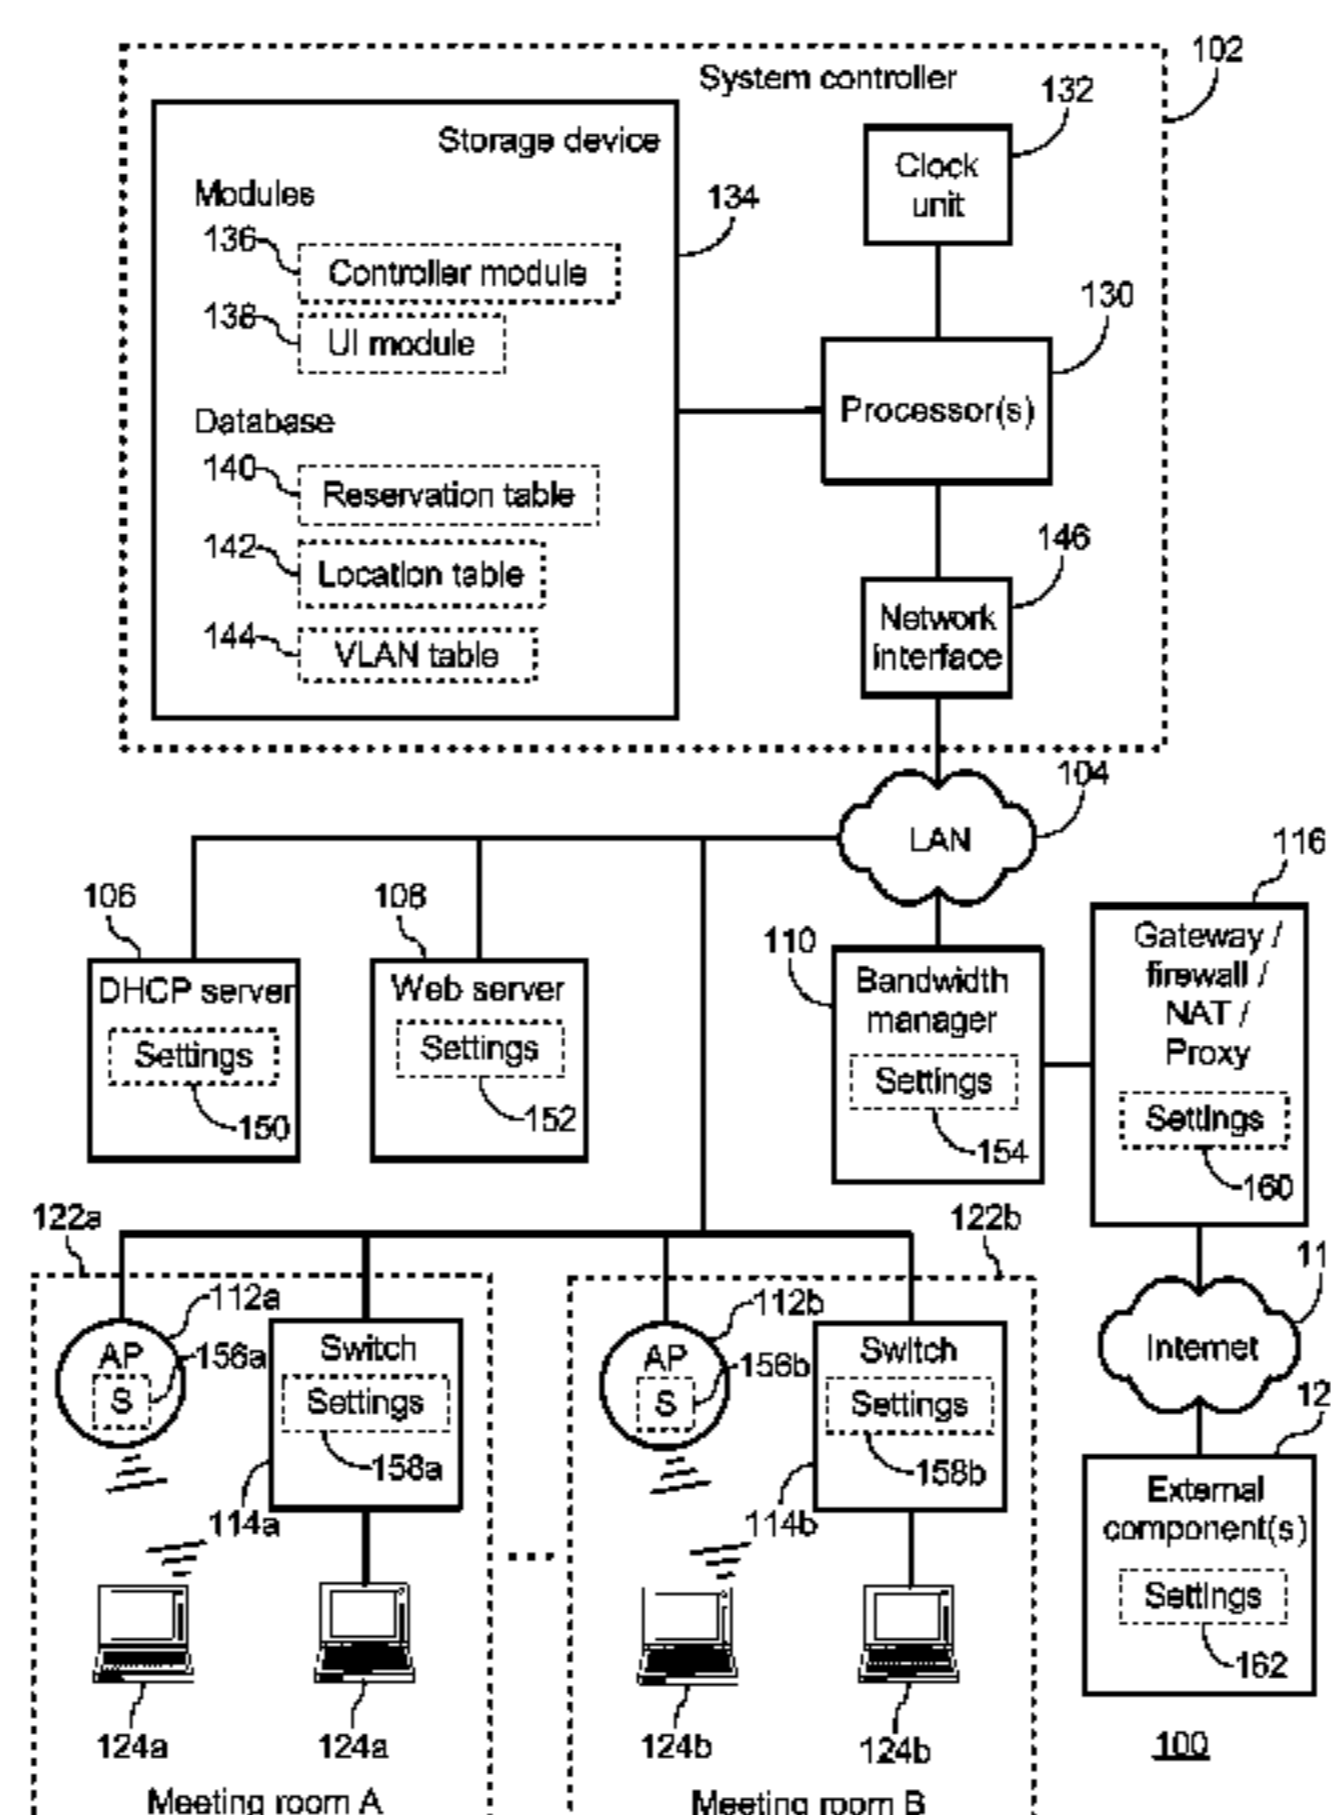 102
System controller
132
Storage device
Clock
unit
Modules
134
136
Controller module
130
138
UI module
Processor(s)
Database
140
Reservation table
146
142
Location table
Network
interface
144
VLAN table
104
LAN
116
106
108
110
Gateway /
firewall /
NAT /
Proxy
DHCP server
Web server
Bandwidth
manager
Settings
Settings
Settings
Settings
150
152
154
160
122a
122b
11
112a
112b
AP
156a
Switch
AP
156b
Switch
Internet
S
Settings
S
Settings
12
158a
158b
External
component(s)
114a
114b
...
Settings
162
124a
124a
124b
124b
100
Meeting room A
Meeting room B